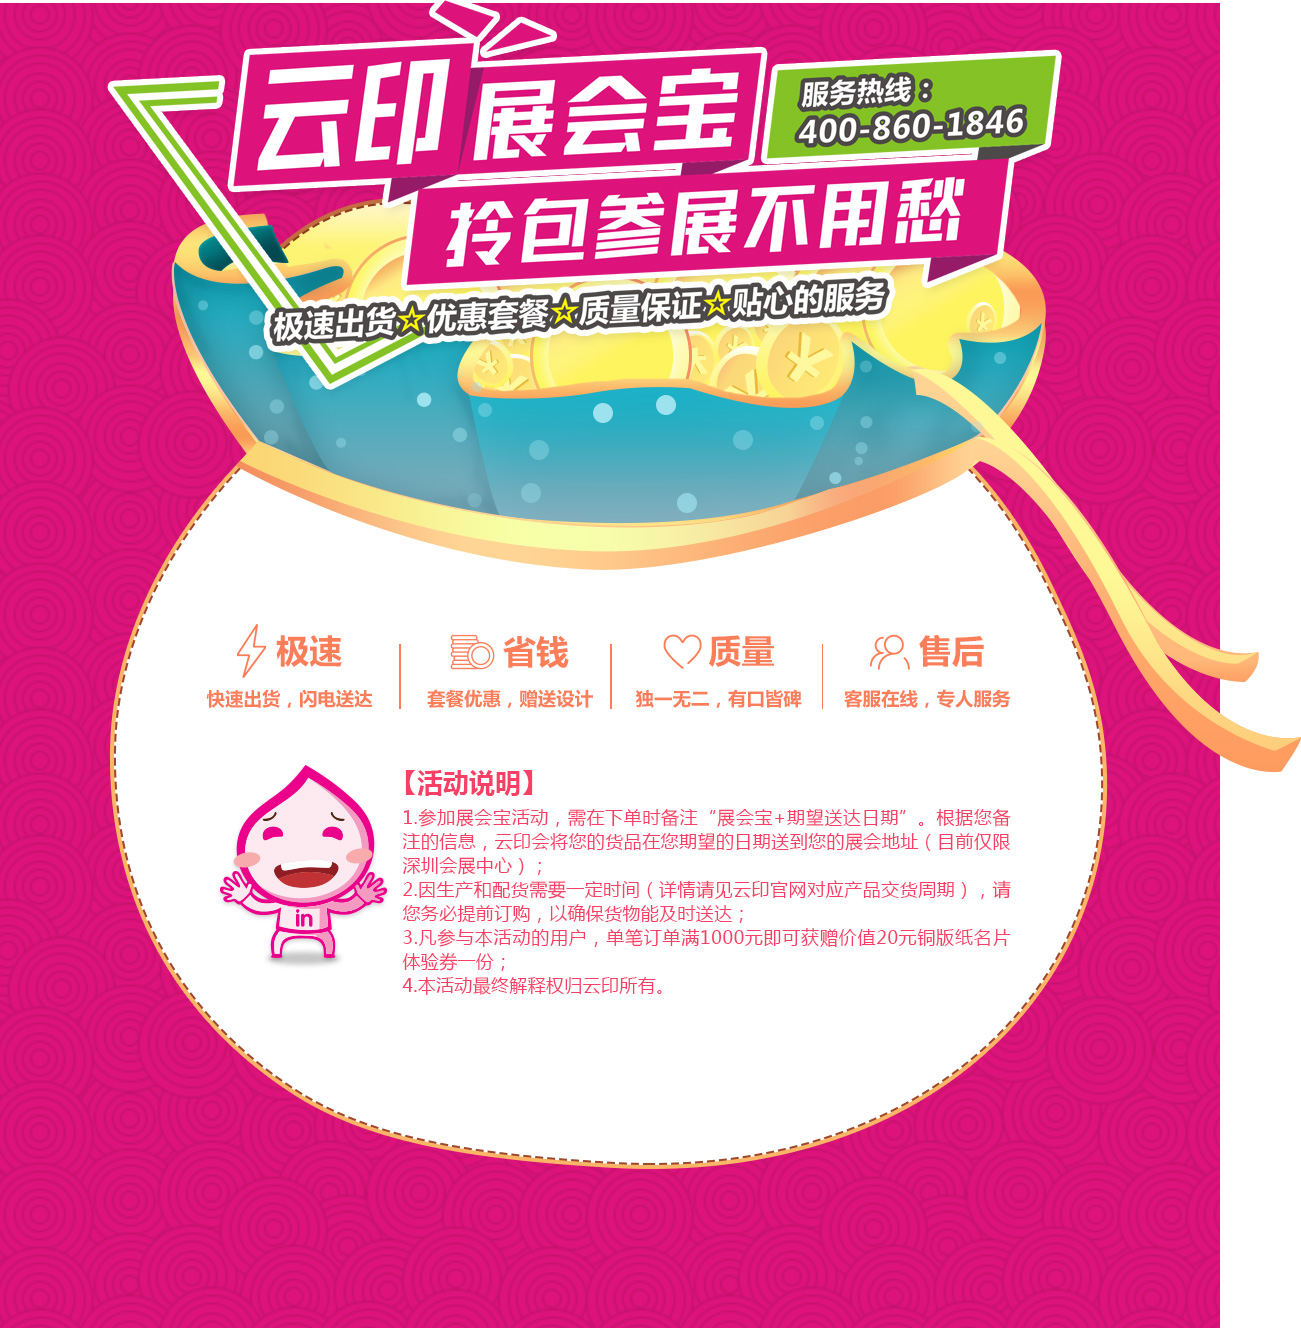 云印展会宝
服务热线：
400-860-1846
拎包参展不用愁
极速出货☆优惠套餐☆质量保证☆贴心的服务
极速
省钱
质量
售后
快速出货，闪电送达
套餐优惠，赠送设计
独一无二，有口皆碑
客服在线，专人服务
【活动说明】
1.参加展会宝活动，需在下单时备注“展会宝+期望送达日期”。根据您备
注的信息，云印会将您的货品在您期望的日期送到您的展会地址（目前仅限
深圳会展中心）；
2.因生产和配货需要一定时间（详情请见云印官网对应产品交货周期），请
您务必提前订购，以确保货物能及时送达；
3.凡参与本活动的用户，单笔订单满1000元即可获赠价值20元铜版纸名片
体验券一份；
4.本活动最终解释权归云印所有。
in